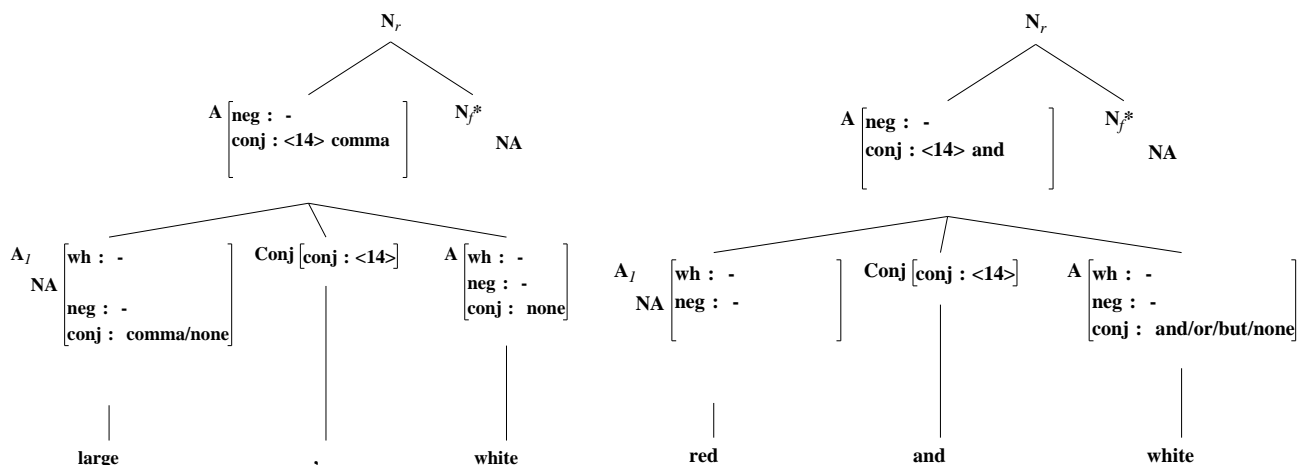 N_r N_r
A [neg : - N_f* A [neg : - N_f*
conj : <14> comma] NA conj : <14> and] NA
A_1 [wh : - Conj [conj : <14>] A [wh : - A_1 [wh : - Conj [conj : <14>] A [wh : -
NA neg : - NA neg : - neg : -
neg : - conj : none] conj : and/or/but/none]
conj : comma/none]
large , white red and white